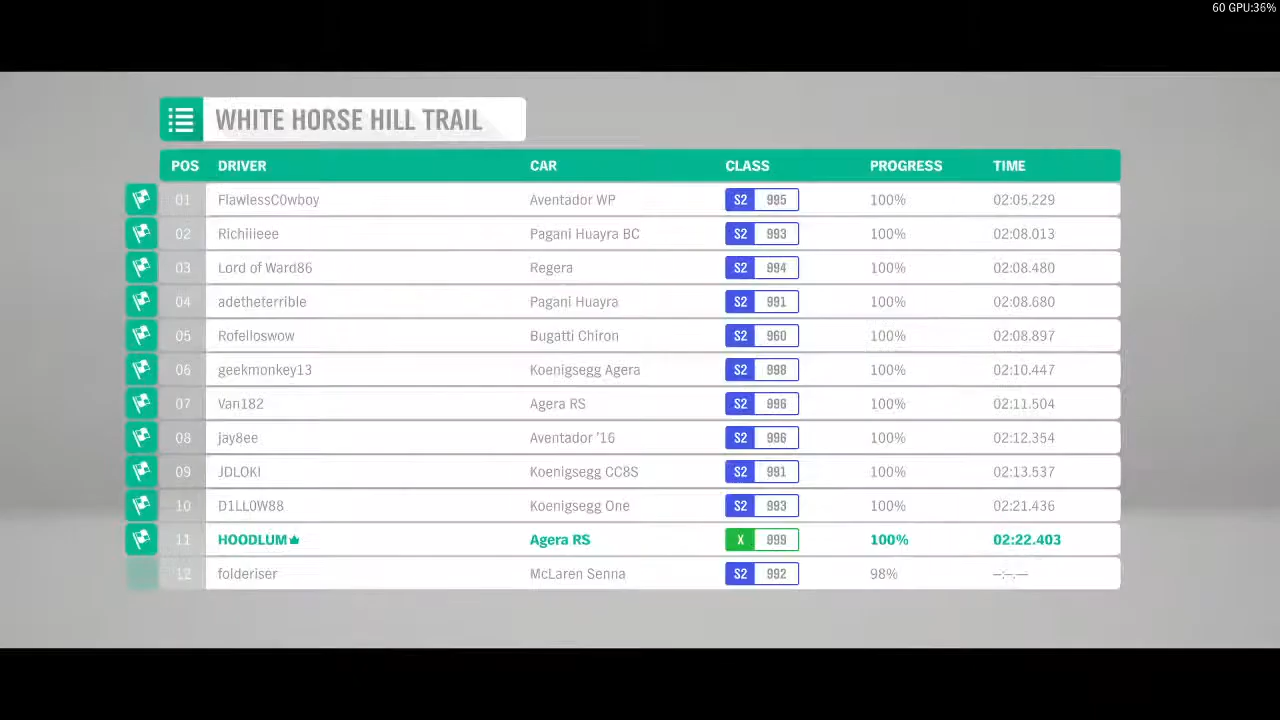 60 GPU:36%
WHITE HORSE HILL TRAIL
POS DRIVER CAR CLASS PROGRESS TIME
01 FlawlessC0wboy Aventador WP S2 995 100% 02:05.229
02 Richiiieee Pagani Huayra BC S2 993 100% 02:08.013
03 Lord of Ward86 Regera S2 994 100% 02:08.480
04 adetheterrible Pagani Huayra S2 991 100% 02:08.680
05 Rofelloswow Bugatti Chiron S2 960 100% 02:08.897
06 geekmonkey13 Koenigsegg Agera S2 998 100% 02:10.447
07 Van182 Agera RS S2 996 100% 02:11.504
08 jay8ee Aventador '16 S2 996 100% 02:12.354
09 JDLOKI Koenigsegg CC8S S2 991 100% 02:13.537
10 D1LL0W88 Koenigsegg One S2 993 100% 02:21.436
11 HOODLUM Agera RS X 999 100% 02:22.403
12 folderiser McLaren Senna S2 992 98% --:--.---